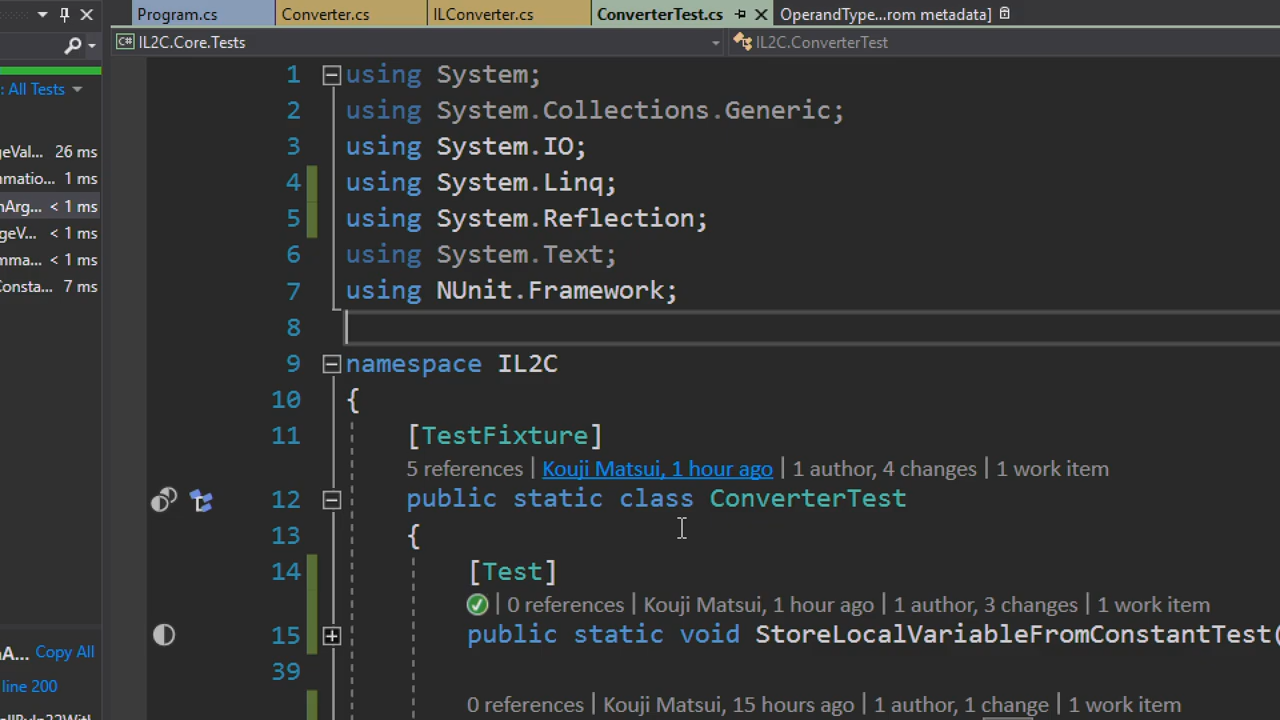 Program.cs Converter.cs ILConverter.cs ConverterTest.cs OperandType...rom metadata]
C# IL2C.Core.Tests IL2C.ConverterTest
: All Tests
geVal... 26 ms
nmatio... 1 ms
nArg... < 1 ms
geV... < 1 ms
mma... < 1 ms
Consta... 7 ms
A... Copy All
line 200
1 using System;
2 using System.Collections.Generic;
3 using System.IO;
4 using System.Linq;
5 using System.Reflection;
6 using System.Text;
7 using NUnit.Framework;
8
9 namespace IL2C
10 {
11 [TestFixture]
5 references | Kouji Matsui, 1 hour ago | 1 author, 4 changes | 1 work item
12 public static class ConverterTest
13 {
14 [Test]
0 references | Kouji Matsui, 1 hour ago | 1 author, 3 changes | 1 work item
15 public static void StoreLocalVariableFromConstantTest(
39
0 references | Kouji Matsui, 15 hours ago | 1 author, 1 change | 1 work item